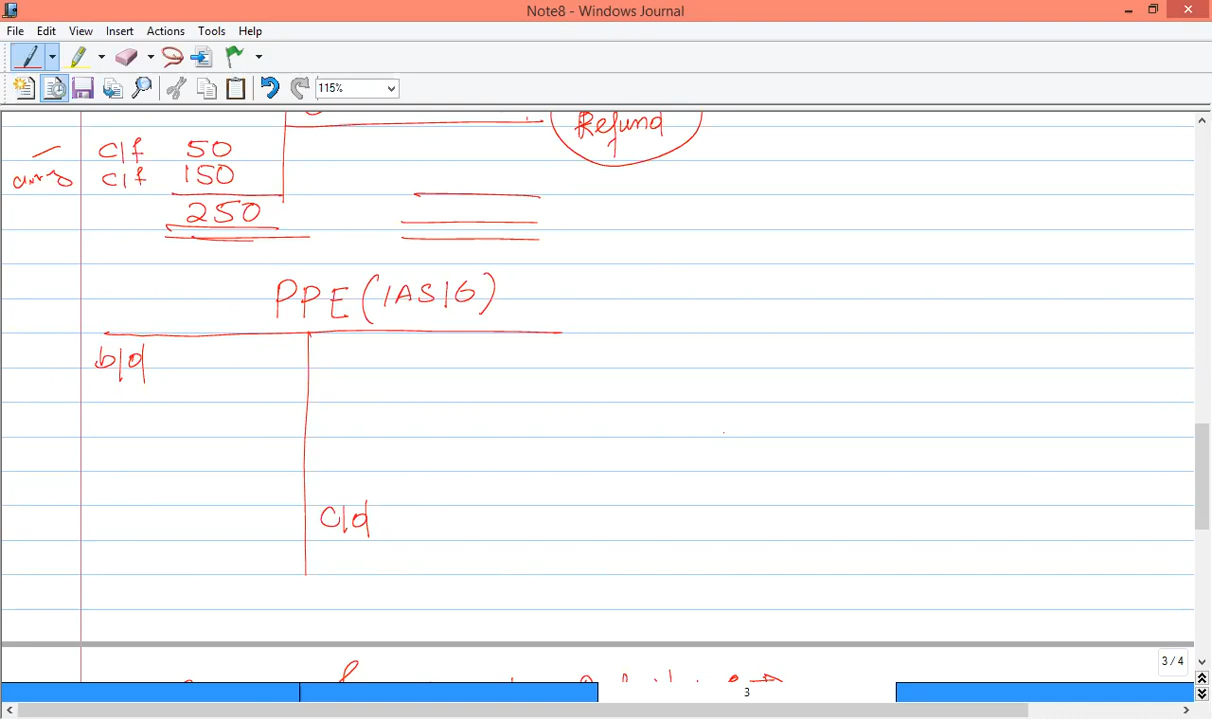 Note8 - Windows Journal
File Edit View Insert Actions Tools Help
115%
Refund
c/f 50
c/f 150
250
PPE (IAS16)
b/d
c/d
3 / 4
3